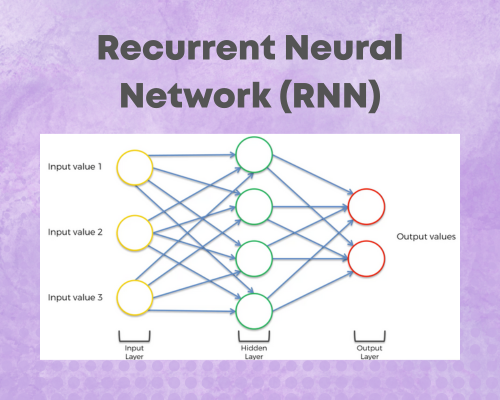 Recurrent Neural
Network (RNN)
Input value 1
Input value 2
Output values
Input value 3
Input
Layer
Hidden
Layer
Output
Layer